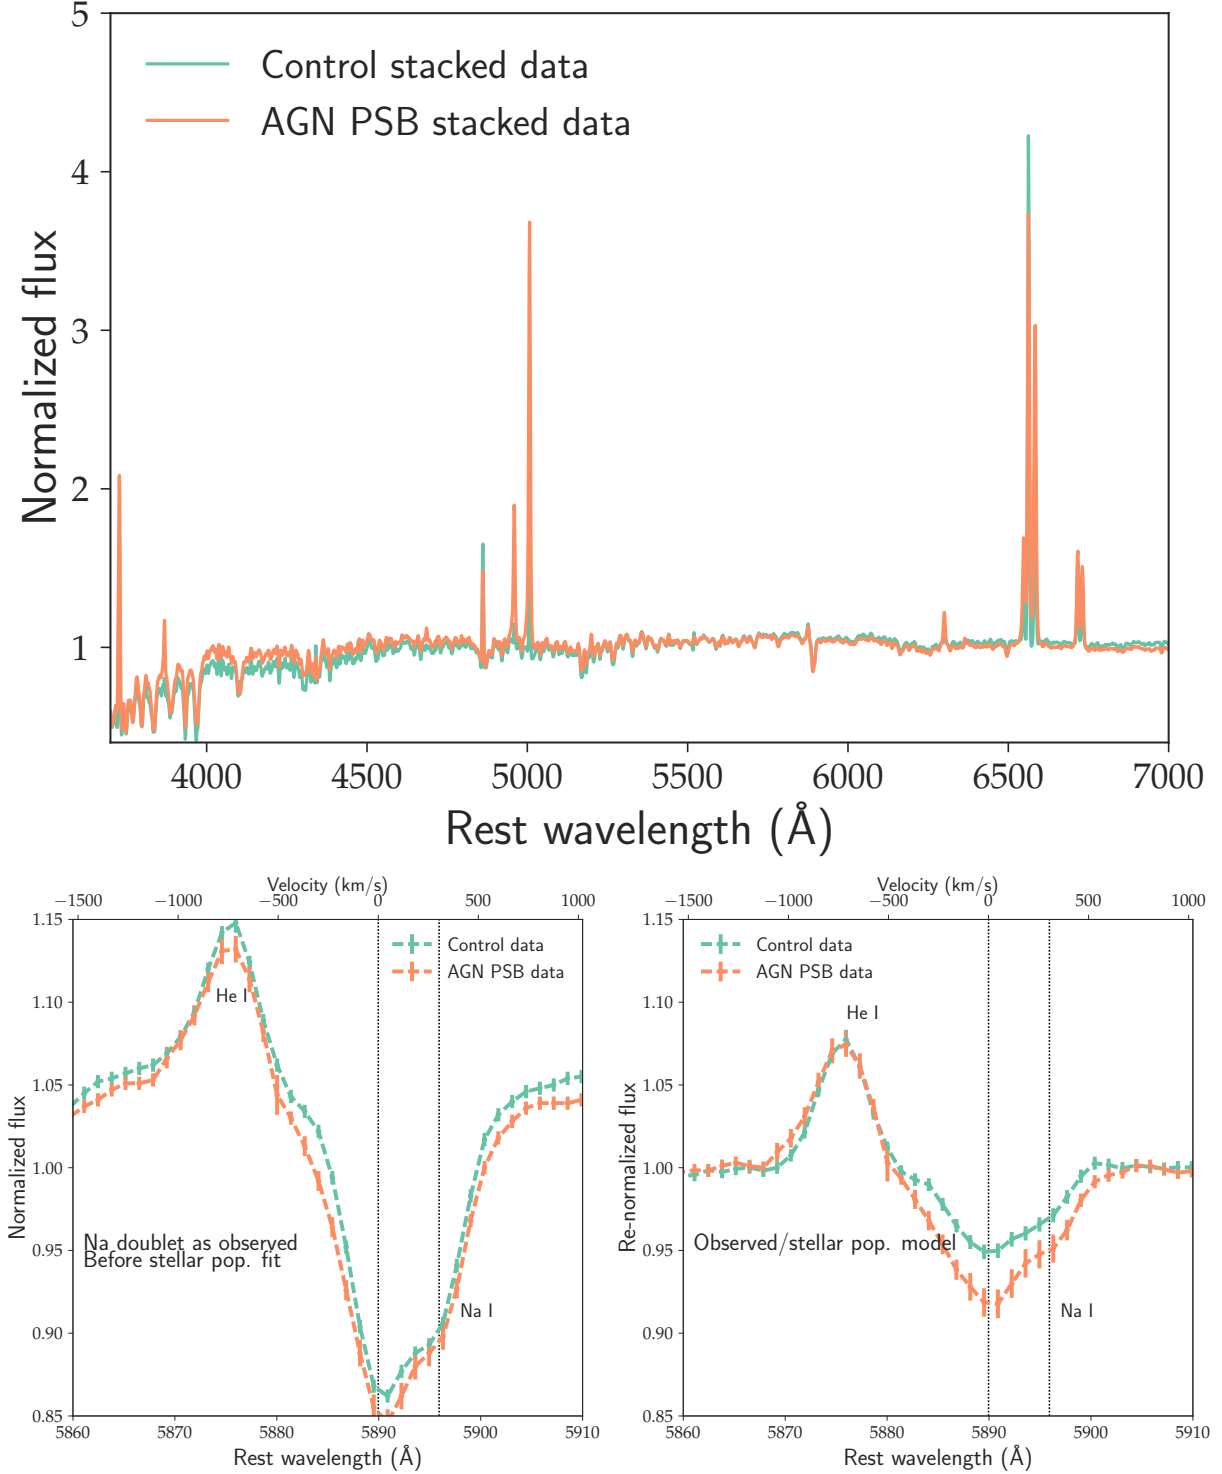 5
4
3
2
1
Normalized flux
Control stacked data
AGN PSB stacked data
4000 4500 5000 5500 6000 6500 7000
Rest wavelength (Å)
Velocity (km/s)
−1500 −1000 −500 0 500 1000
1.15
1.10
1.05
1.00
0.95
0.90
0.85
Normalized flux
Control data
AGN PSB data
He I
Na doublet as observed
Before stellar pop. fit
Na I
5860 5870 5880 5890 5900 5910
Rest wavelength (Å)
Velocity (km/s)
−1500 −1000 −500 0 500 1000
1.15
1.10
1.05
1.00
0.95
0.90
0.85
Re-normalized flux
Control data
AGN PSB data
He I
Observed/stellar pop. model
Na I
5860 5870 5880 5890 5900 5910
Rest wavelength (Å)